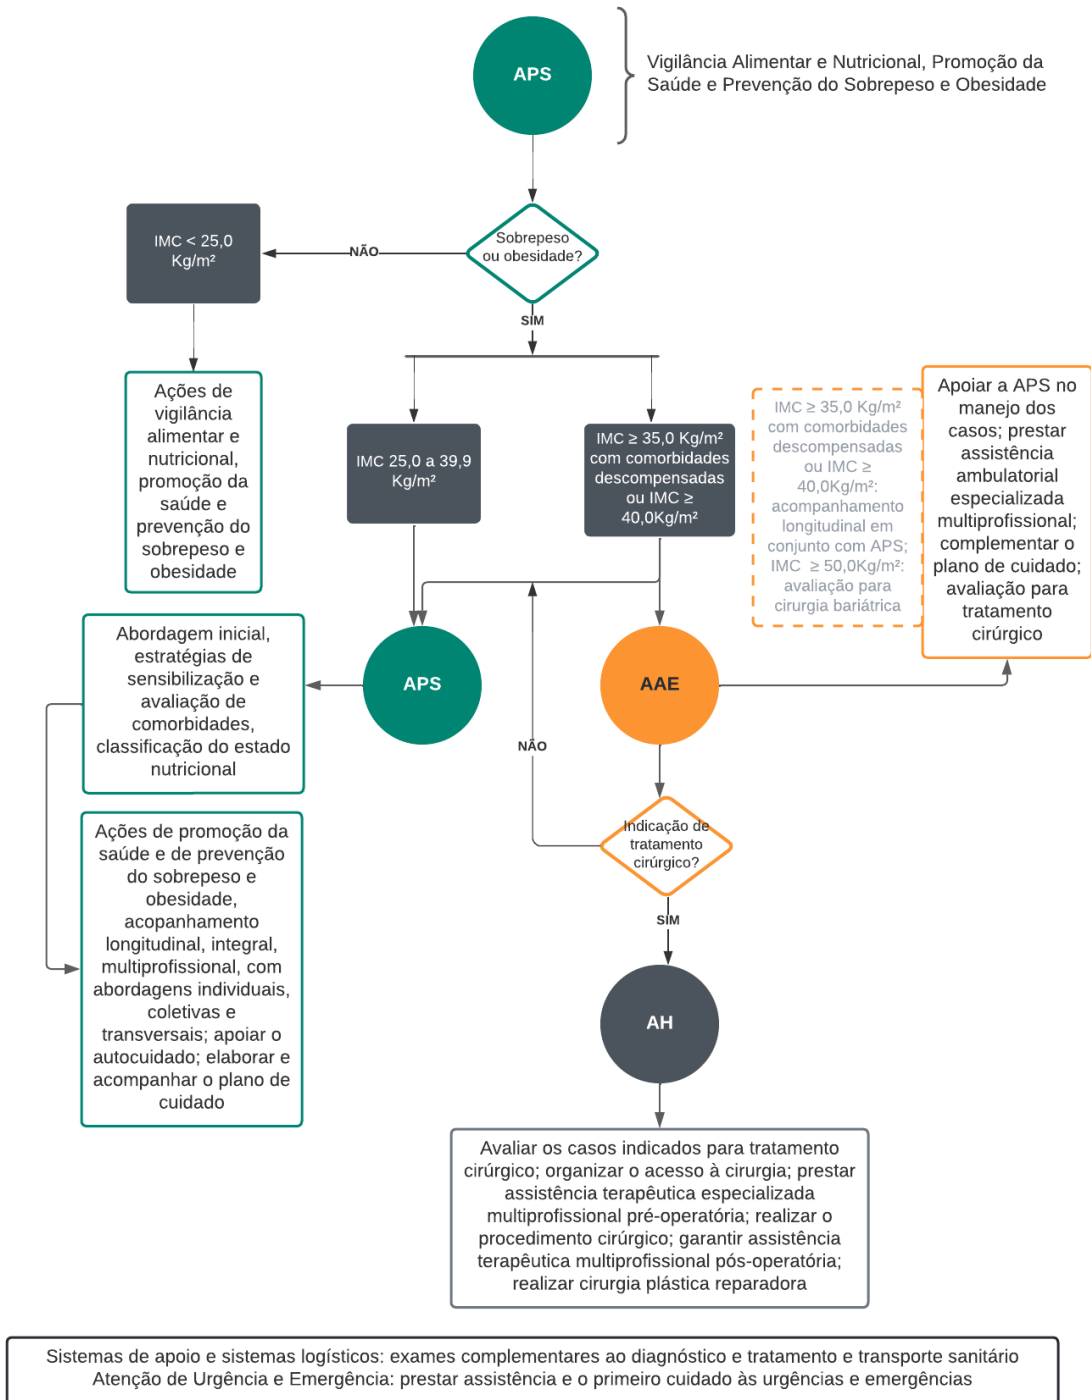 APS
Vigilância Alimentar e Nutricional, Promoção da
Saúde e Prevenção do Sobrepeso e Obesidade
Sobrepeso
ou obesidade?
NÃO
IMC < 25,0
Kg/m²
SIM
Ações de
vigilância
alimentar e
nutricional,
promoção da
saúde e
prevenção do
sobrepeso e
obesidade
IMC 25,0 a 39,9
Kg/m²
IMC ≥ 35,0 Kg/m²
com comorbidades
descompensadas
ou IMC ≥
40,0Kg/m²
IMC ≥ 35,0 Kg/m²
com comorbidades
descompensadas
ou IMC ≥
40,0Kg/m²:
acompanhamento
longitudinal em
conjunto com APS;
IMC ≥ 50,0Kg/m²:
avaliação para
cirurgia bariátrica
Apoiar a APS no
manejo dos
casos; prestar
assistência
ambulatorial
especializada
multiprofissional;
complementar o
plano de cuidado;
avaliação para
tratamento
cirúrgico
Abordagem inicial,
estratégias de
sensibilização e
avaliação de
comorbidades,
classificação do estado
nutricional
APS
AAE
NÃO
Indicação de
tratamento
cirúrgico?
SIM
Ações de promoção da
saúde e de prevenção
do sobrepeso e
obesidade,
acopanhamento
longitudinal, integral,
multiprofissional, com
abordagens individuais,
coletivas e
transversais; apoiar o
autocuidado; elaborar e
acompanhar o plano de
cuidado
AH
Avaliar os casos indicados para tratamento
cirúrgico; organizar o acesso à cirurgia; prestar
assistência terapêutica especializada
multiprofissional pré-operatória; realizar o
procedimento cirúrgico; garantir assistência
terapêutica multiprofissional pós-operatória;
realizar cirurgia plástica reparadora
Sistemas de apoio e sistemas logísticos: exames complementares ao diagnóstico e tratamento e transporte sanitário
Atenção de Urgência e Emergência: prestar assistência e o primeiro cuidado às urgências e emergências